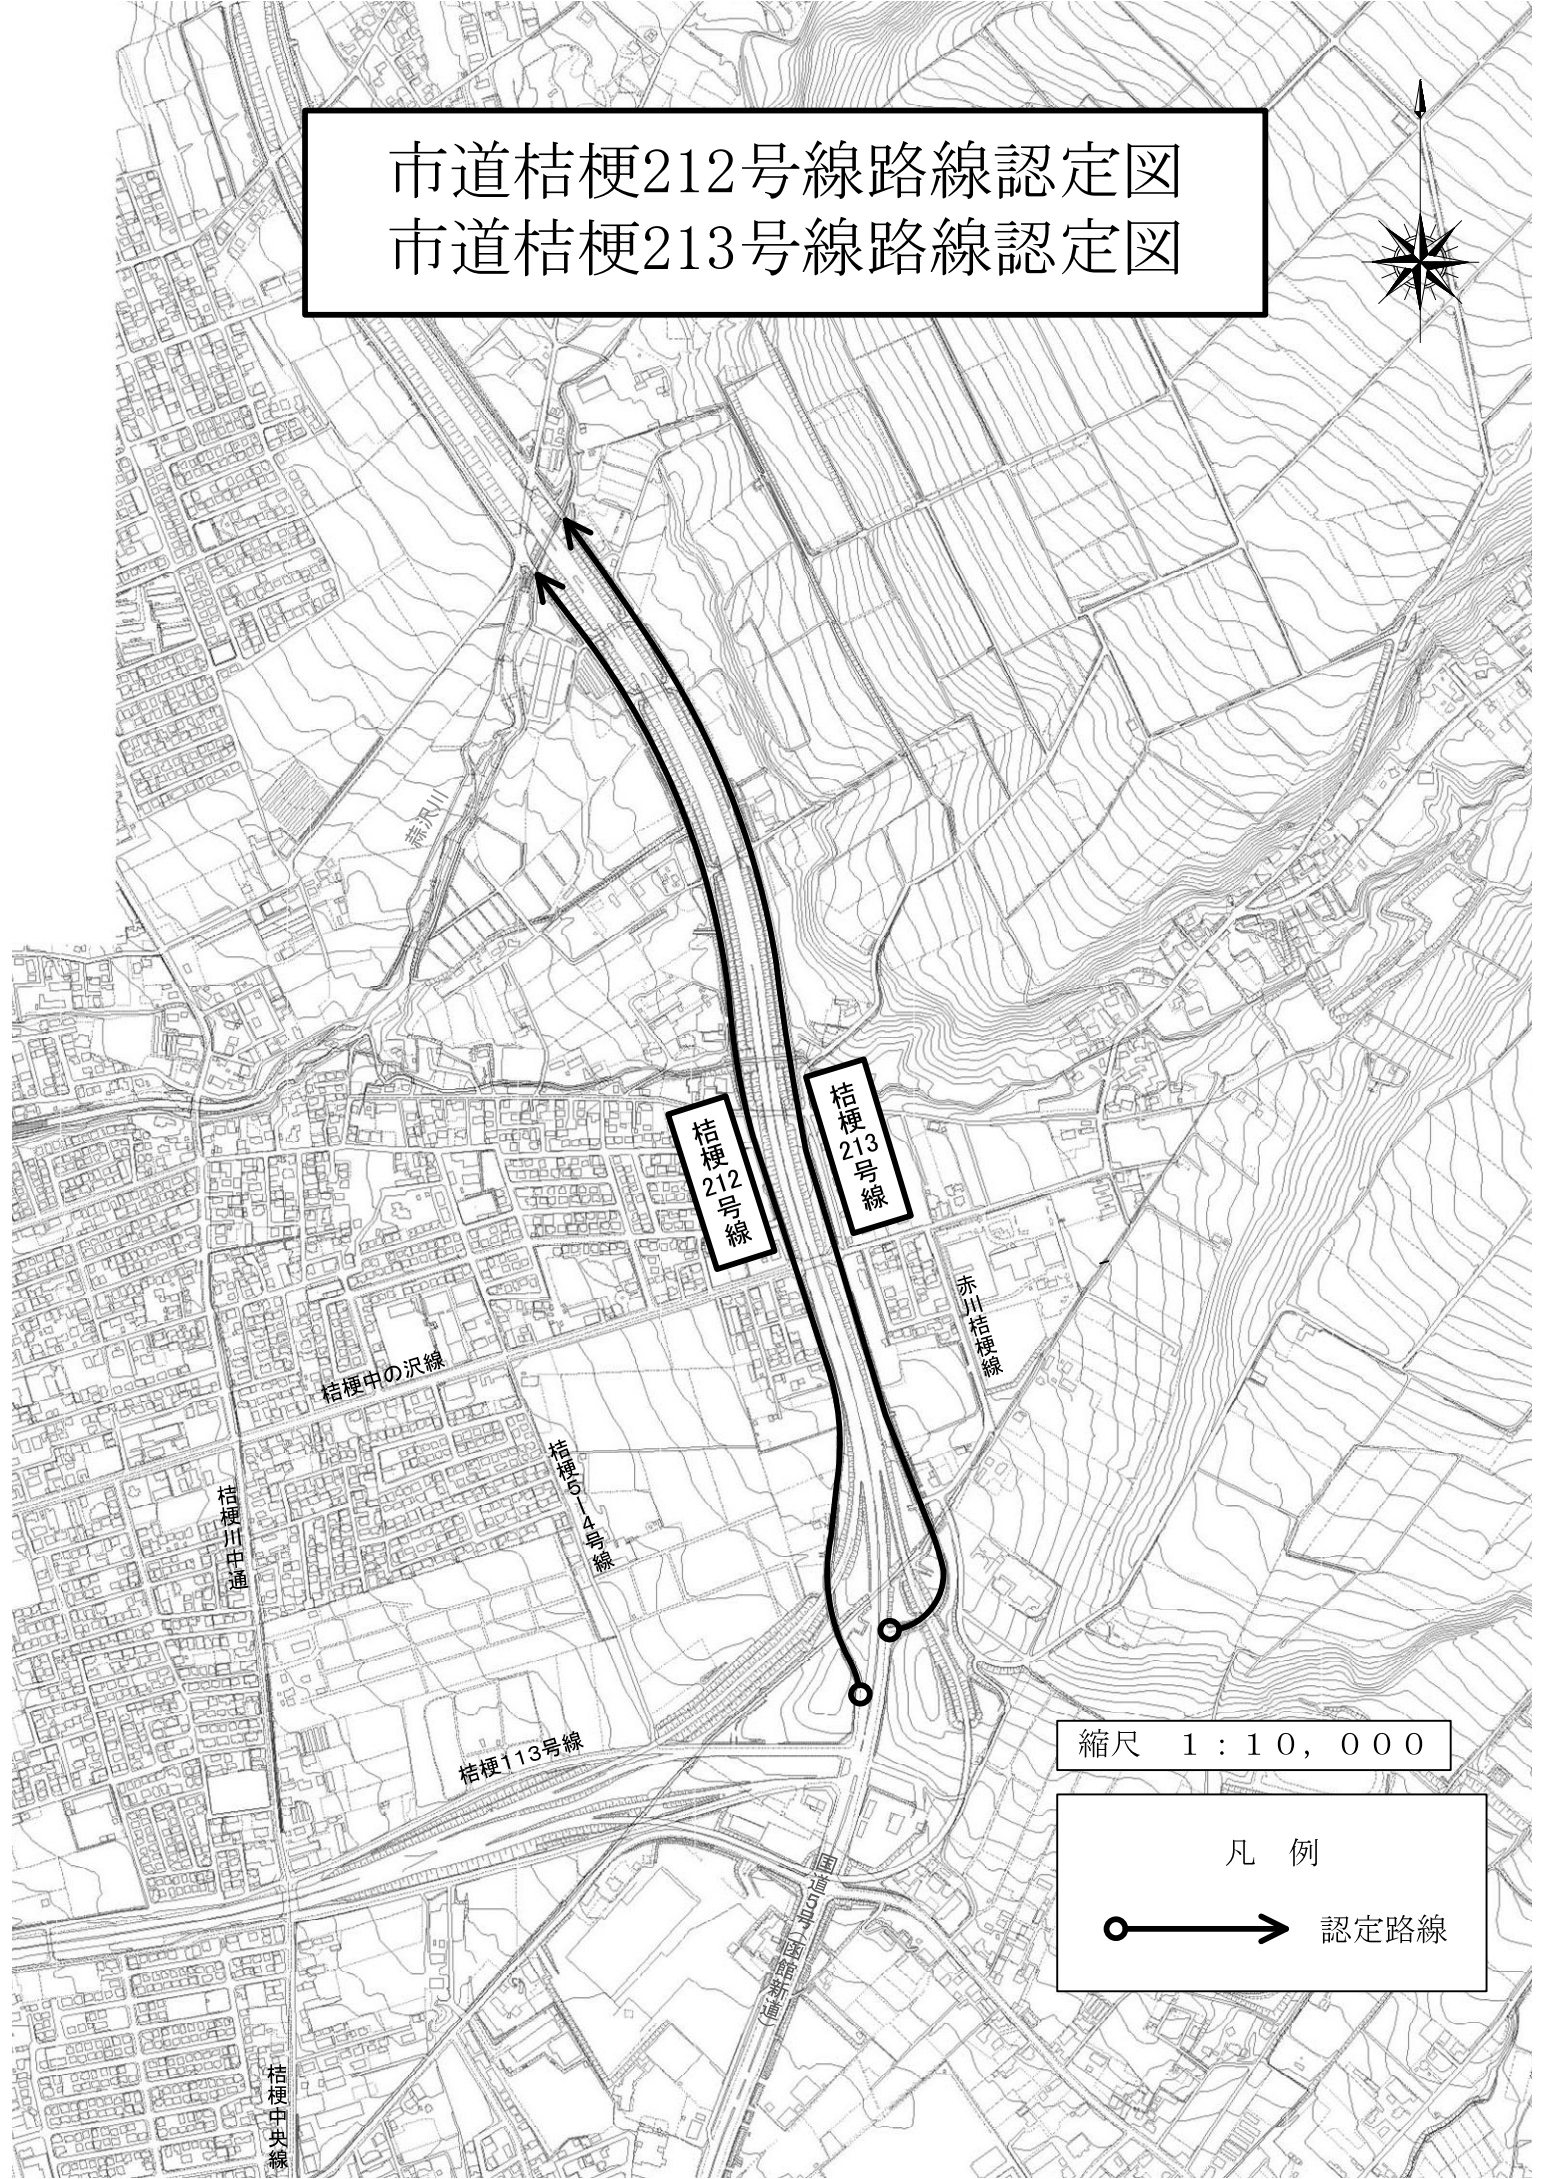 市道桔梗212号線路線認定図
市道桔梗213号線路線認定図
蒜沢川
桔梗213号線
桔梗212号線
赤川桔梗線
桔梗中の沢線
桔梗5-4号線
桔梗川中通
桔梗113号線
縮尺 1:10,000
凡 例
認定路線
国道5号(函館新道)
桔梗中央線